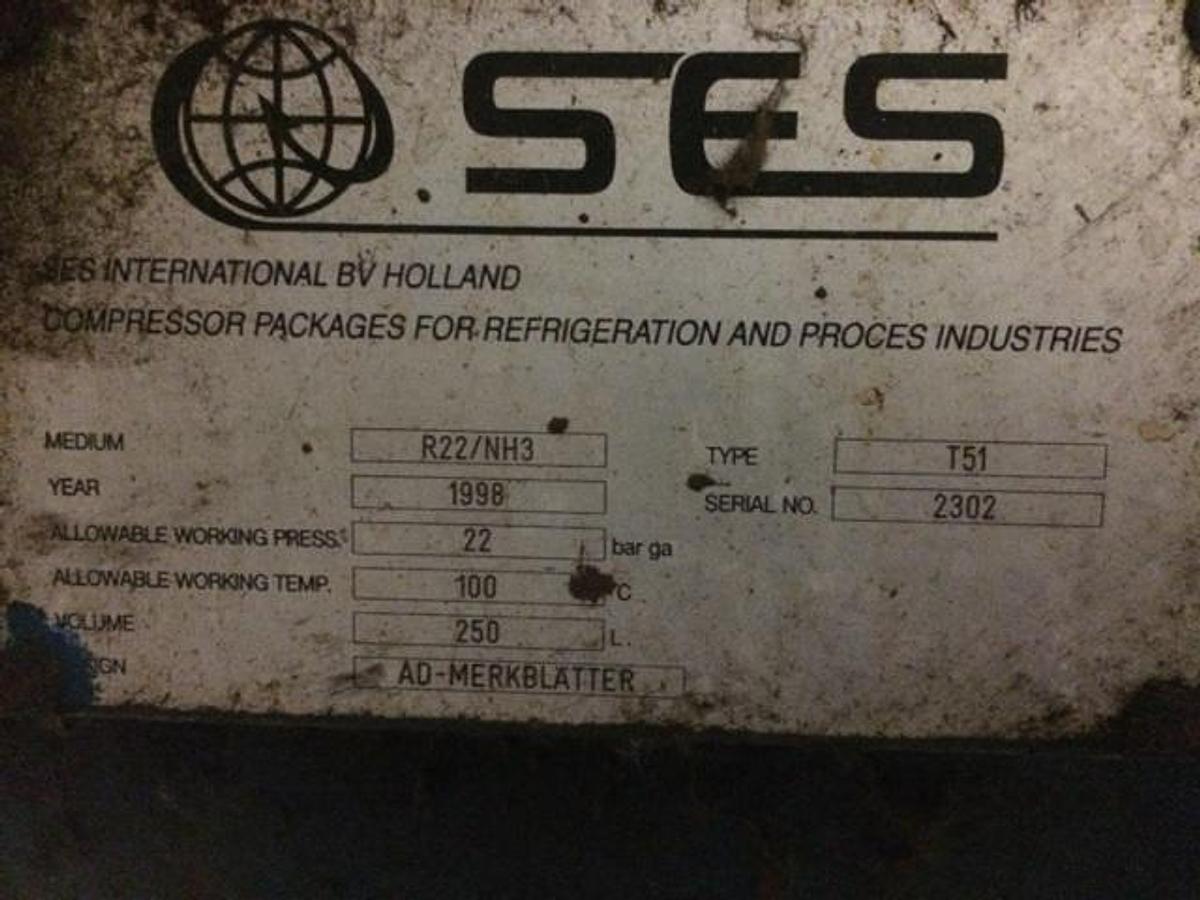 SES
SES INTERNATIONAL BV HOLLAND
COMPRESSOR PACKAGES FOR REFRIGERATION AND PROCES INDUSTRIES
MEDIUM R22/NH3 TYPE T51
YEAR 1998 SERIAL NO. 2302
ALLOWABLE WORKING PRESS. 22 bar ga
ALLOWABLE WORKING TEMP. 100 °C
VOLUME 250 L.
AD-MERKBLATTER